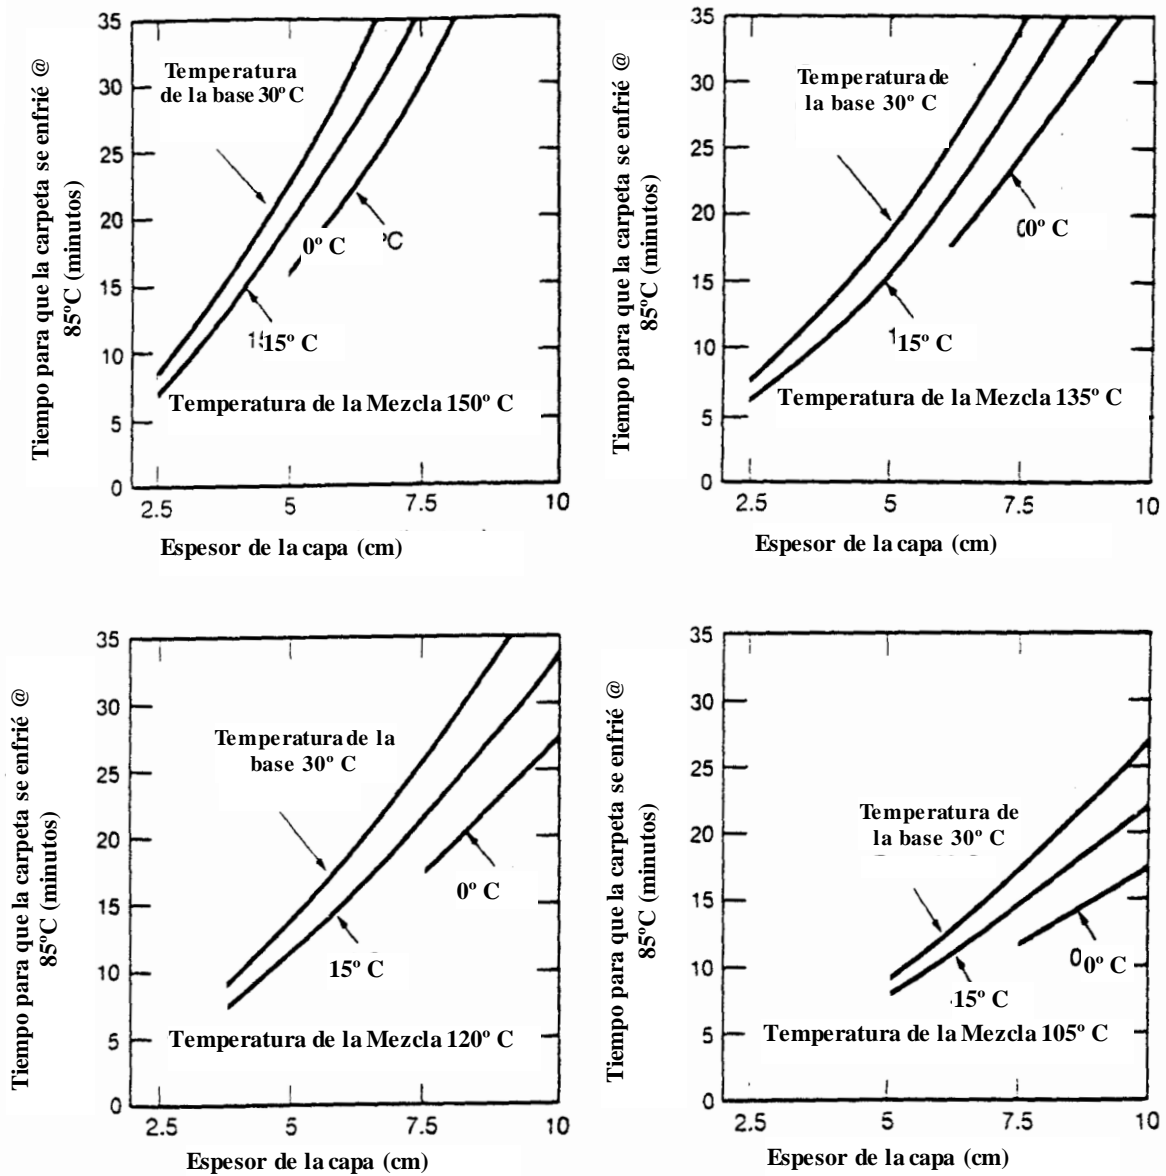 Tiempo para que la carpeta se enfrié @
85ºC (minutos)
35
30
25
20
15
10
5
0
Temperatura
de la base 30º C
0º C
ºC
15º C
Temperatura de la Mezcla 150º C
2.5
5
7.5
10
Espesor de la capa (cm)
Tiempo para que la carpeta se enfrié @
85ºC (minutos)
35
30
25
20
15
10
5
0
Temperatura de
la base 30º C
0º C
15º C
Temperatura de la Mezcla 135º C
2.5
5
7.5
10
Espesor de la capa (cm)
Tiempo para que la carpeta se enfrié @
85ºC (minutos)
35
30
25
20
15
10
5
0
Temperatura de la
base 30º C
0º C
15º C
Temperatura de la Mezcla 120º C
2.5
5
7.5
10
Espesor de la capa (cm)
Tiempo para que la carpeta se enfrié @
85ºC (minutos)
35
30
25
20
15
10
5
0
Temperatura de
la base 30º C
0º C
15º C
Temperatura de la Mezcla 105º C
2.5
5
7.5
10
Espesor de la capa (cm)